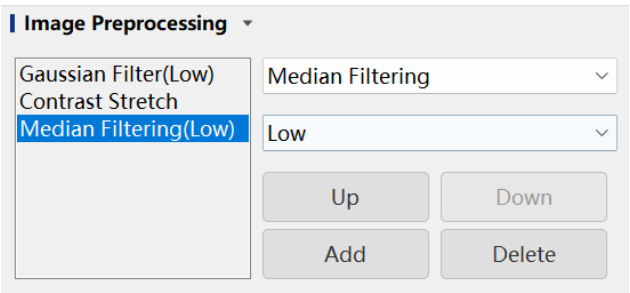 Image Preprocessing
Gaussian Filter(Low)
Contrast Stretch
Median Filtering(Low)
Median Filtering
Low
Up
Down
Add
Delete